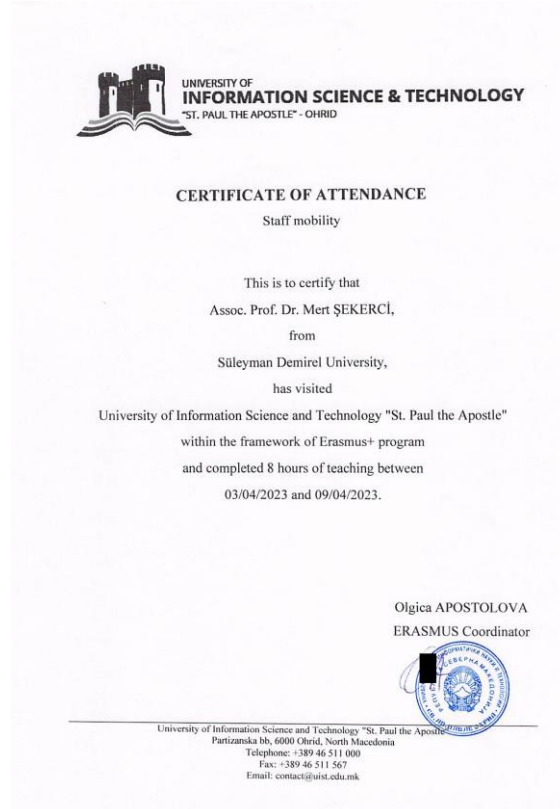 UNIVERSITY OF
INFORMATION SCIENCE & TECHNOLOGY
"ST. PAUL THE APOSTLE" - OHRID
CERTIFICATE OF ATTENDANCE
Staff mobility
This is to certify that
Assoc. Prof. Dr. Mert ŞEKERCİ,
from
Süleyman Demirel University,
has visited
University of Information Science and Technology "St. Paul the Apostle"
within the framework of Erasmus+ program
and completed 8 hours of teaching between
03/04/2023 and 09/04/2023.
Olgica APOSTOLOVA
ERASMUS Coordinator
СЕВЕРНА МАКЕДОНИЈА
University of Information Science and Technology "St. Paul the Apostle"
Partizanska bb, 6000 Ohrid, North Macedonia
Telephone: +389 46 511 000
Fax: +389 46 511 567
Email: contact@uist.edu.mk